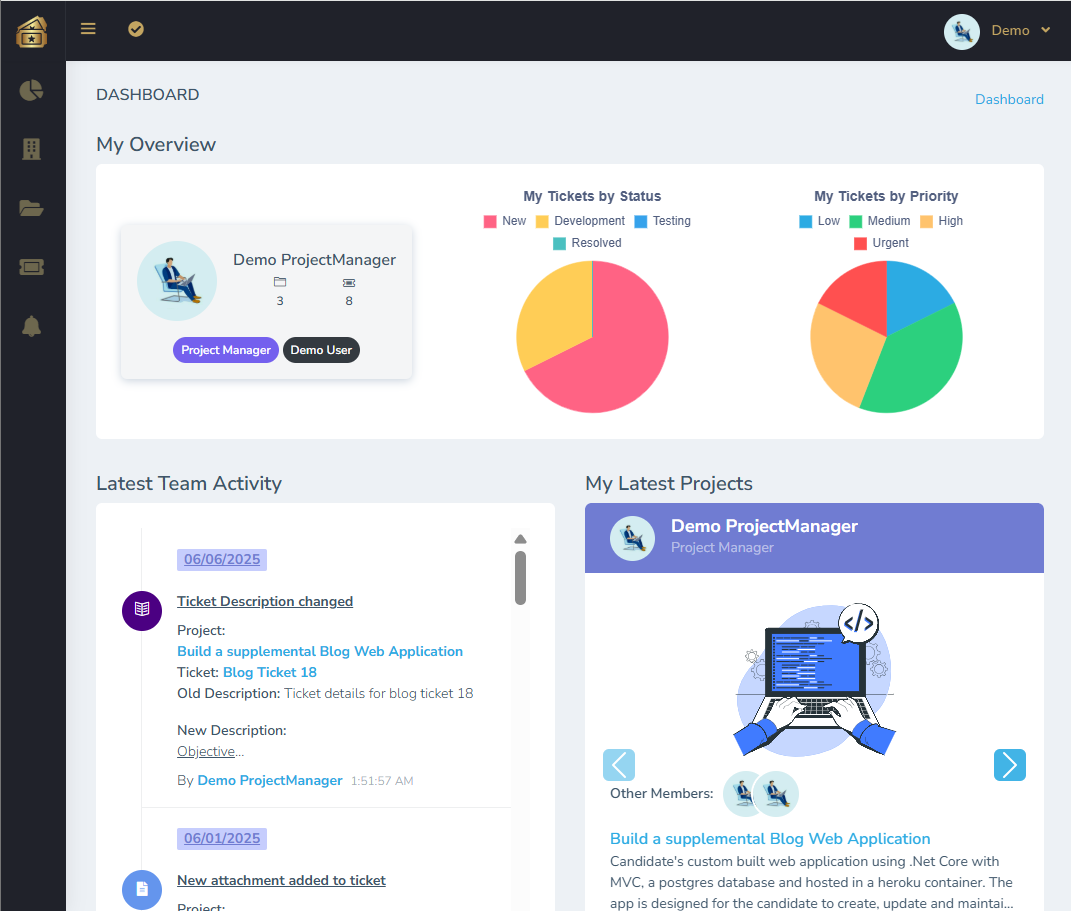 Demo
DASHBOARD
Dashboard
My Overview
Demo ProjectManager
3 8
Project Manager Demo User
My Tickets by Status
New Development Testing
Resolved
My Tickets by Priority
Low Medium High
Urgent
Latest Team Activity
06/06/2025
Ticket Description changed
Project:
Build a supplemental Blog Web Application
Ticket: Blog Ticket 18
Old Description: Ticket details for blog ticket 18
New Description:
Objective...
By Demo ProjectManager 1:51:57 AM
06/01/2025
New attachment added to ticket
Project:
My Latest Projects
Demo ProjectManager
Project Manager
</>
Other Members:
Build a supplemental Blog Web Application
Candidate's custom built web application using .Net Core with
MVC, a postgres database and hosted in a heroku container. The
app is designed for the candidate to create, update and maintai...